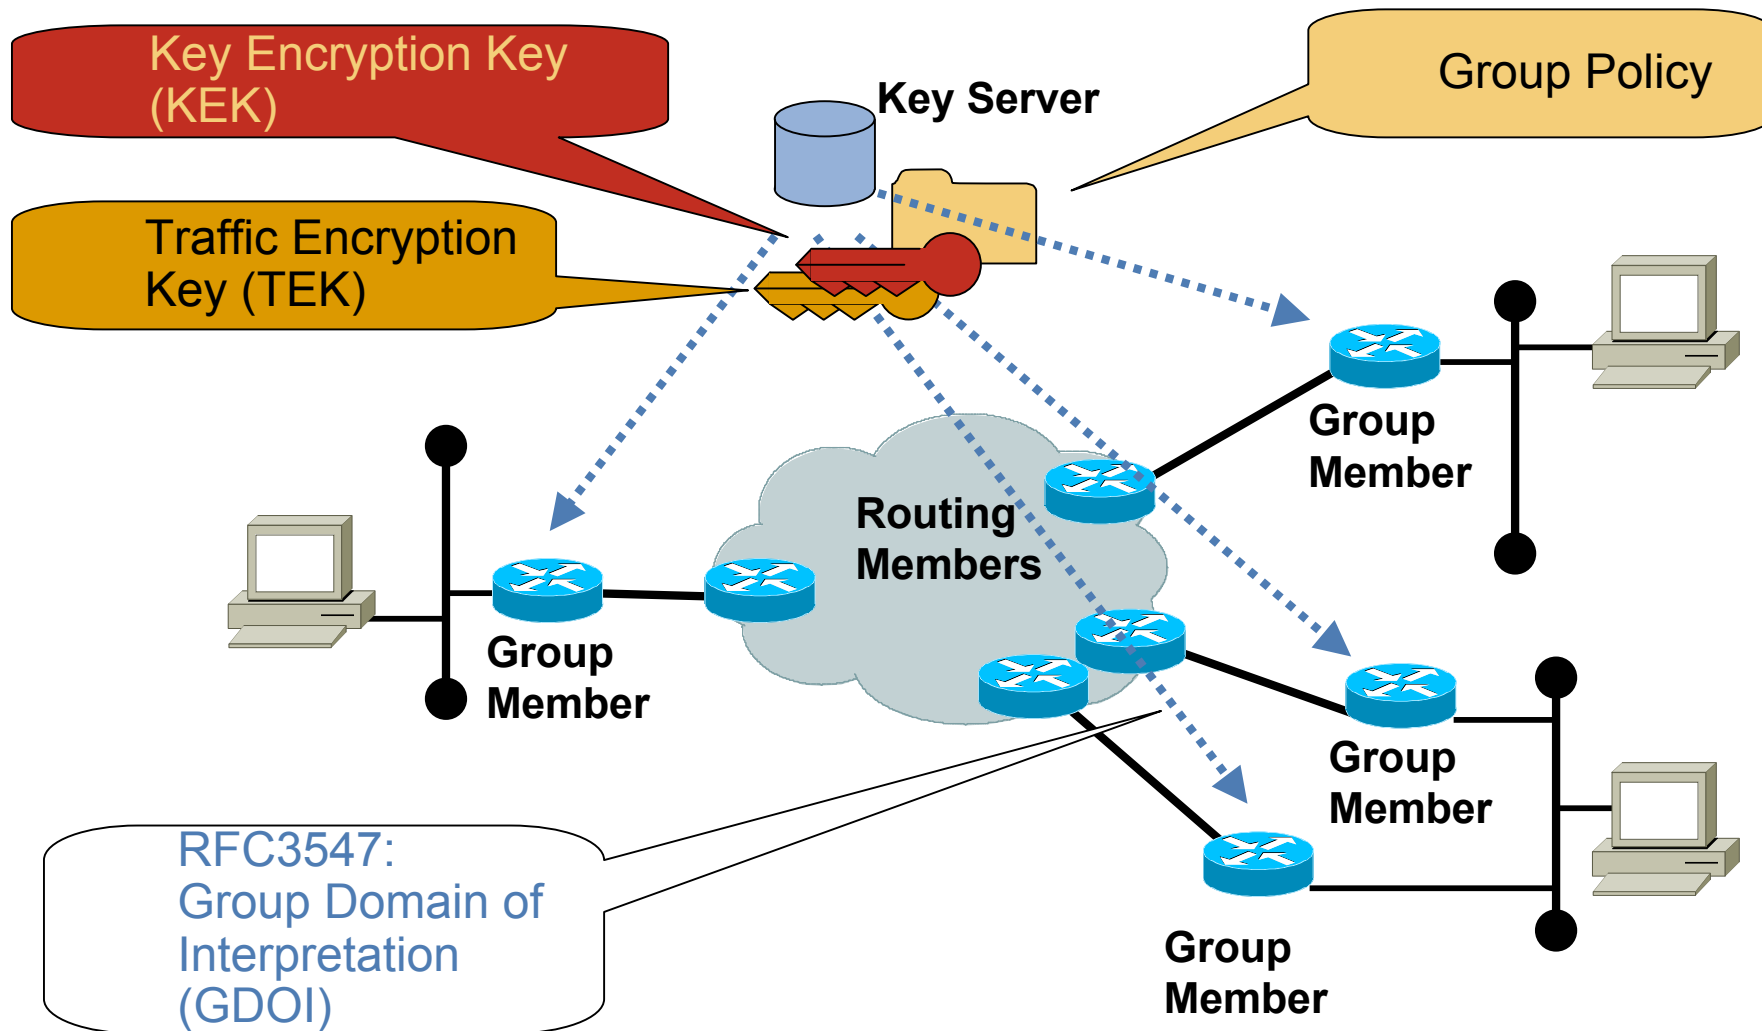 Key Encryption Key
(KEK)
Key Server
Group Policy
Traffic Encryption
Key (TEK)
Group
Member
Routing
Members
Group
Member
Group
Member
RFC3547:
Group Domain of
Interpretation
(GDOI)
Group
Member